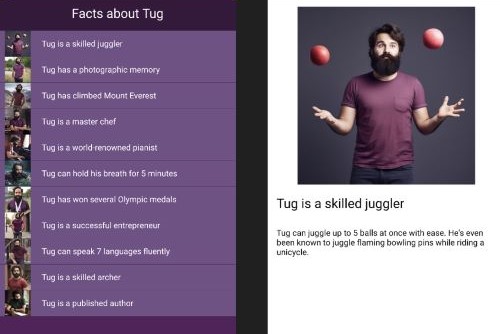 Facts about Tug
Tug is a skilled juggler
Tug has a photographic memory
Tug has climbed Mount Everest
Tug is a master chef
Tug is a world-renowned pianist
Tug can hold his breath for 5 minutes
Tug has won several Olympic medals
Tug is a successful entrepreneur
Tug can speak 7 languages fluently
Tug is a skilled archer
Tug is a published author
Tug is a skilled juggler
Tug can juggle up to 5 balls at once with ease. He's even
been known to juggle flaming bowling pins while riding a
unicycle.